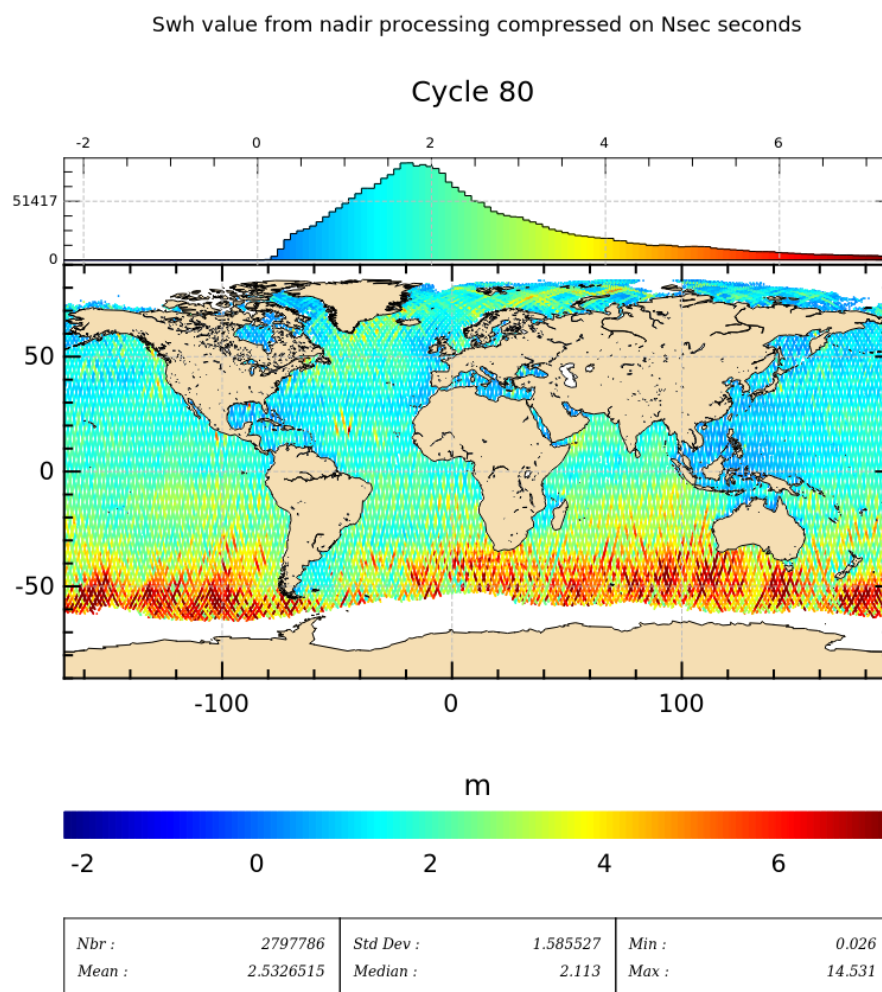 Swh value from nadir processing compressed on Nsec seconds
Cycle 80
-2 0 2 4 6
51417
0
50
0
-50
-100 0 100
m
-2 0 2 4 6
Nbr : 2797786 Std Dev : 1.585527 Min : 0.026
Mean : 2.5326515 Median : 2.113 Max : 14.531